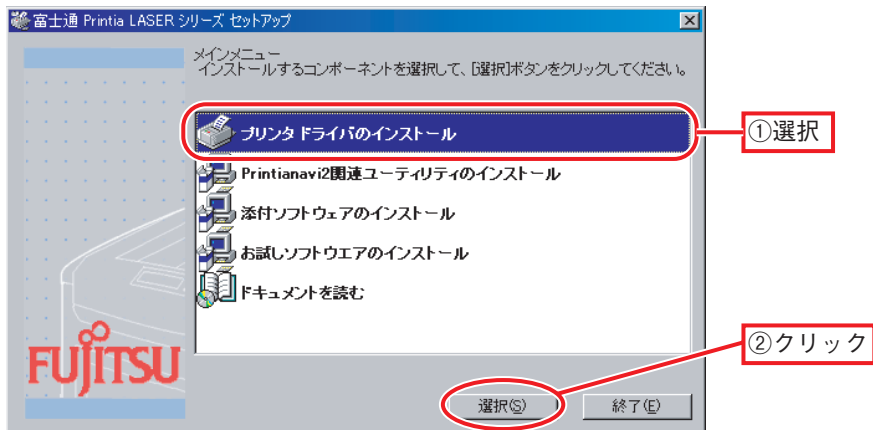 富士通 Printia LASER シリーズ セットアップ
メインメニュー
インストールするコンポーネントを選択して、[選択]ボタンをクリックしてください。
プリンタドライバのインストール
①選択
Printianavi2関連ユーティリティのインストール
添付ソフトウェアのインストール
お試しソフトウエアのインストール
ドキュメントを読む
FUJITSU
②クリック
選択(S)
終了(E)